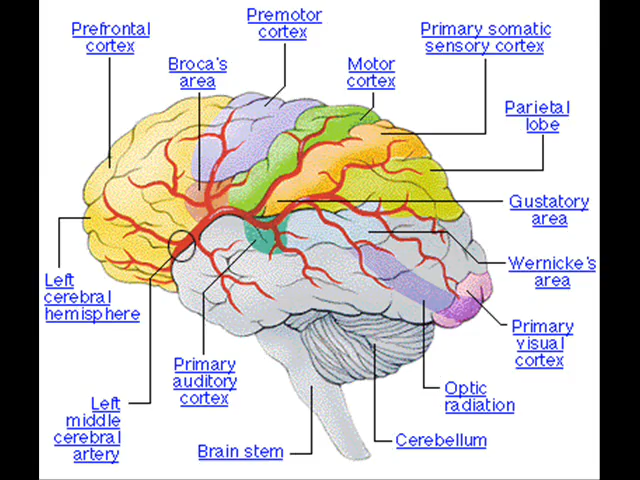 Prefrontal
cortex
Premotor
cortex
Primary somatic
sensory cortex
Broca's
area
Motor
cortex
Parietal
lobe
Gustatory
area
Wernicke's
area
Left
cerebral
hemisphere
Primary
visual
cortex
Primary
auditory
cortex
Optic
radiation
Left
middle
cerebral
artery
Brain stem
Cerebellum